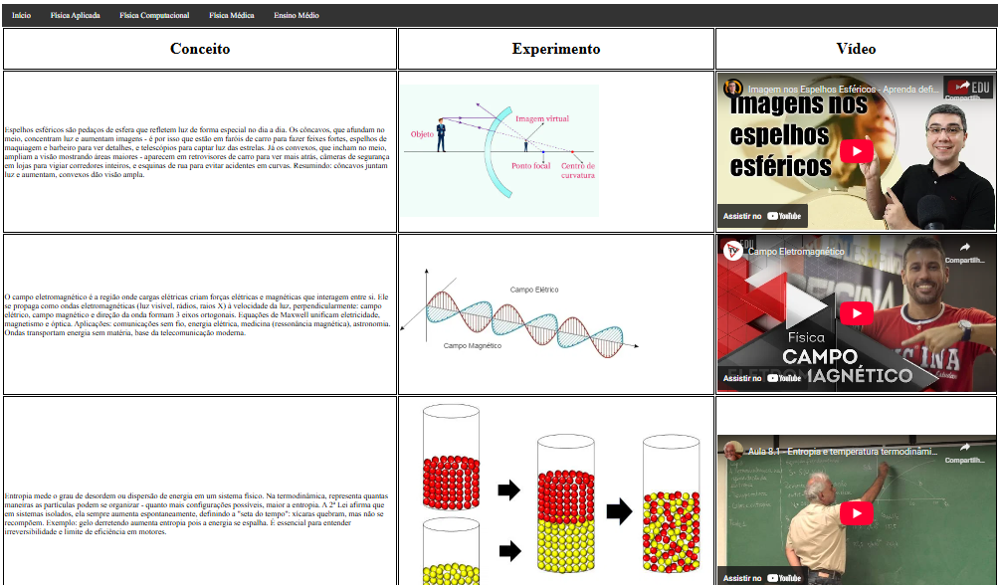 Início Física Aplicada Física Computacional Física Médica Ensino Médio
Conceito Experimento Vídeo
Espelhos esféricos são pedaços de esfera que refletem luz de forma especial no dia a dia. Os côncavos, que afundam no
meio, concentram luz e aumentam imagens - é por isso que estão em faróis de carro para fazer feixes fortes, espelhos de
maquiagem e barbeiro para ver detalhes, e telescópios para captar luz das estrelas. Já os convexos, que incham no meio,
ampliam a visão mostrando áreas maiores - aparecem em retrovisores de carro para ver mais atrás, câmeras de segurança
em lojas para vigiar corredores inteiros, e esquinas de rua para evitar acidentes em curvas. Resumindo: côncavos juntam
luz e aumentam, convexos dão visão ampla.
Objeto
Imagem virtual
Ponto focal
Centro de
curvatura
Imagem nos Espelhos Esféricos - Aprenda defi...
EDU
Compartilh...
Imagens nos
espelhos
esféricos
Assistir no YouTube
O campo eletromagnético é a região onde cargas elétricas criam forças elétricas e magnéticas que interagem entre si. Ele
se propaga como ondas eletromagnéticas (luz visível, rádios, raios X) à velocidade da luz, perpendicularmente: campo
elétrico, campo magnético e direção da onda formam 3 eixos ortogonais. Equações de Maxwell unificam eletricidade,
magnetismo e óptica. Aplicações: comunicações sem fio, energia elétrica, medicina (ressonância magnética), astronomia.
Ondas transportam energia sem matéria, base da telecomunicação moderna.
Campo Elétrico
Campo Magnético
EDU
Campo Eletromagnético
Compartilh...
Física
CAMPO
ELETROMAGNÉTICO
Assistir no YouTube
Entropia mede o grau de desordem ou dispersão de energia em um sistema físico. Na termodinâmica, representa quantas
maneiras as partículas podem se organizar - quanto mais configurações possíveis, maior a entropia. A 2ª Lei afirma que
em sistemas isolados, ela sempre aumenta espontaneamente, definindo a "seta do tempo": xícaras quebram, mas não se
recompõem. Exemplo: gelo derretendo aumenta entropia pois a energia se espalha. É essencial para entender
irreversibilidade e limite de eficiência em motores.
Aula 8.1 - Entropia e temperatura termodinâmi...
Compartilh...
Assistir no YouTube